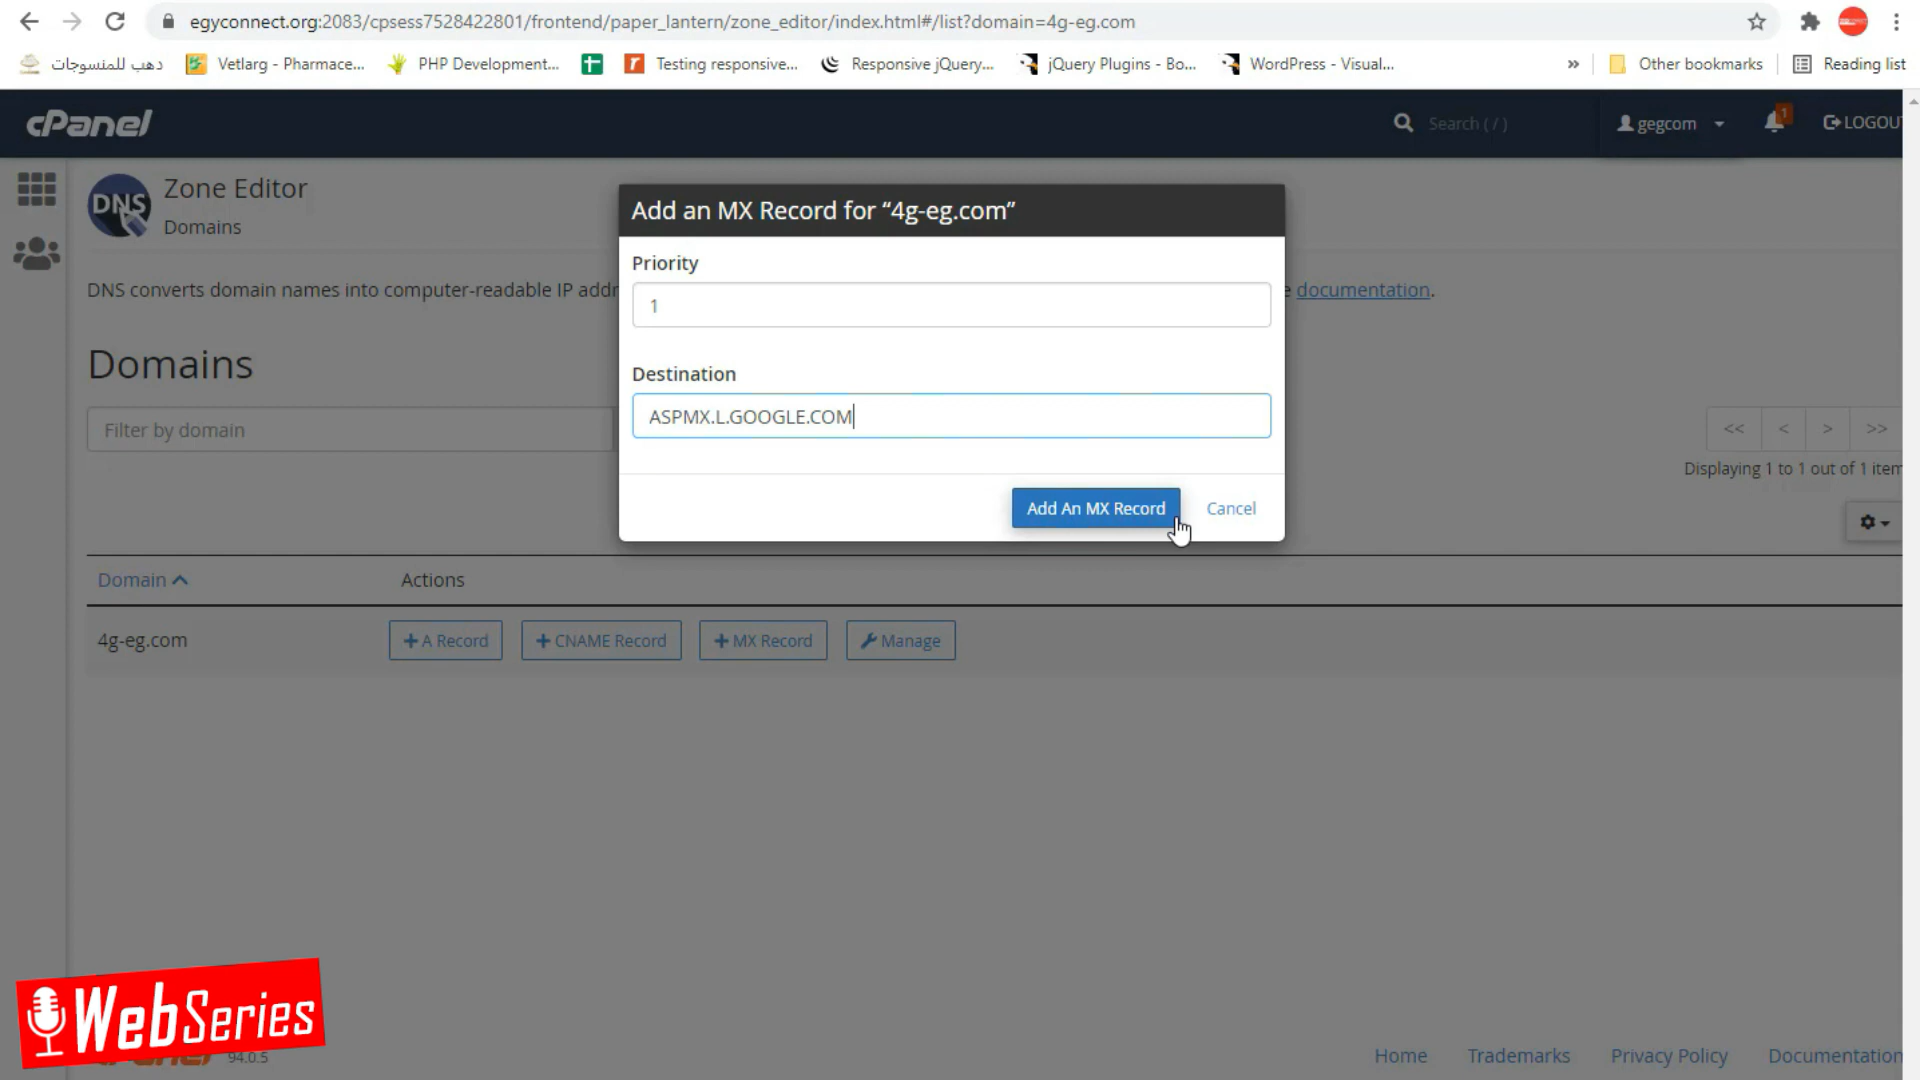 egyconnect.org:2083/cpsess7528422801/frontend/paper_lantern/zone_editor/index.html#/list?domain=4g-eg.com
دهب للمنسوجات Vetlarg - Pharmace... PHP Development... Testing responsive... Responsive jQuery... jQuery Plugins - Bo... WordPress - Visual... » Other bookmarks Reading list
cPanel Search ( / ) gegcom 1 LOGOUT
DNS Zone Editor
Domains
Add an MX Record for “4g-eg.com”
Priority
1
DNS converts domain names into computer-readable IP addr documentation.
Domains
Destination
ASPMX.L.GOOGLE.COM
Filter by domain << < > >>
Displaying 1 to 1 out of 1 item
Add An MX Record Cancel
Domain Actions
4g-eg.com + A Record + CNAME Record + MX Record Manage
WebSeries
94.0.5 Home Trademarks Privacy Policy Documentation